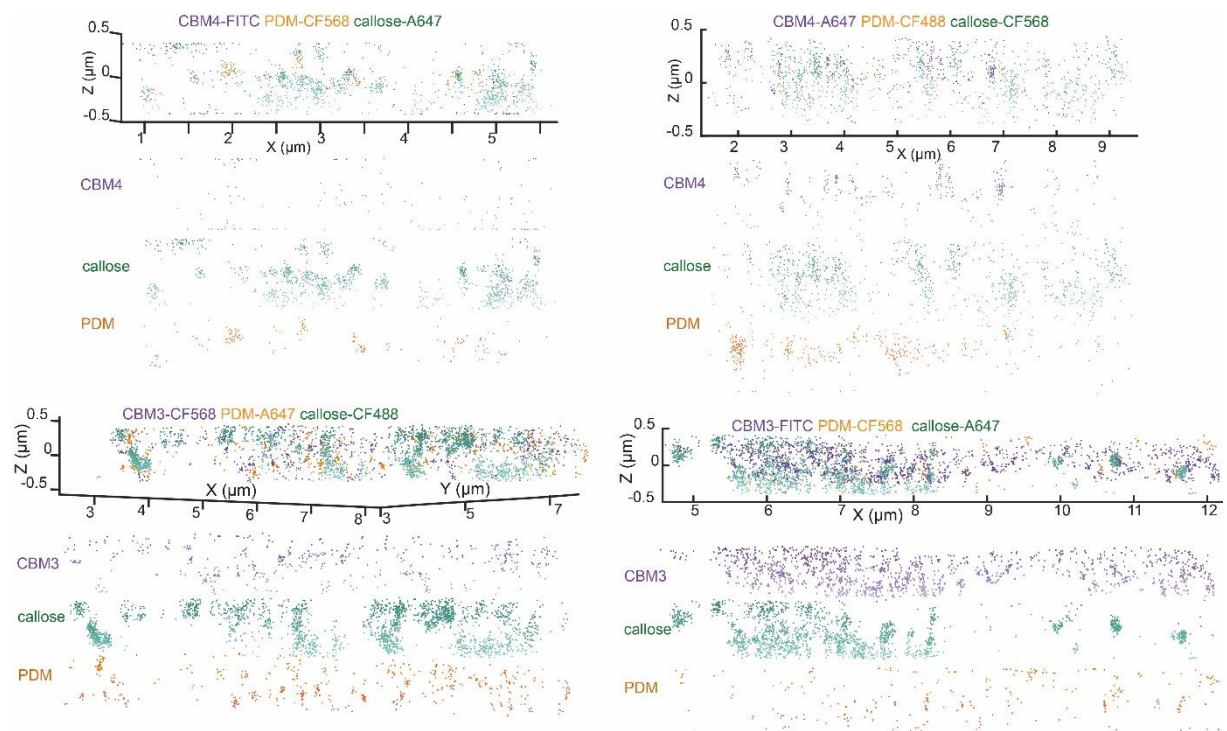 CBM4-FITC PDM-CF568 callose-A647
0.5
0
-0.5
Z (µm)
1 2 3 4 5
X (µm)
CBM4
callose
PDM
CBM4-A647 PDM-CF488 callose-CF568
0.5
0
-0.5
Z (µm)
2 3 4 5 6 7 8 9
X (µm)
CBM4
callose
PDM
CBM3-CF568 PDM-A647 callose-CF488
0.5
0
-0.5
Z (µm)
X (µm) Y (µm)
3 4 5 6 7 8 3 5 7
CBM3
callose
PDM
CBM3-FITC PDM-CF568 callose-A647
0.5
0
-0.5
Z (µm)
5 6 7 8 9 10 11 12
X (µm)
CBM3
callose
PDM